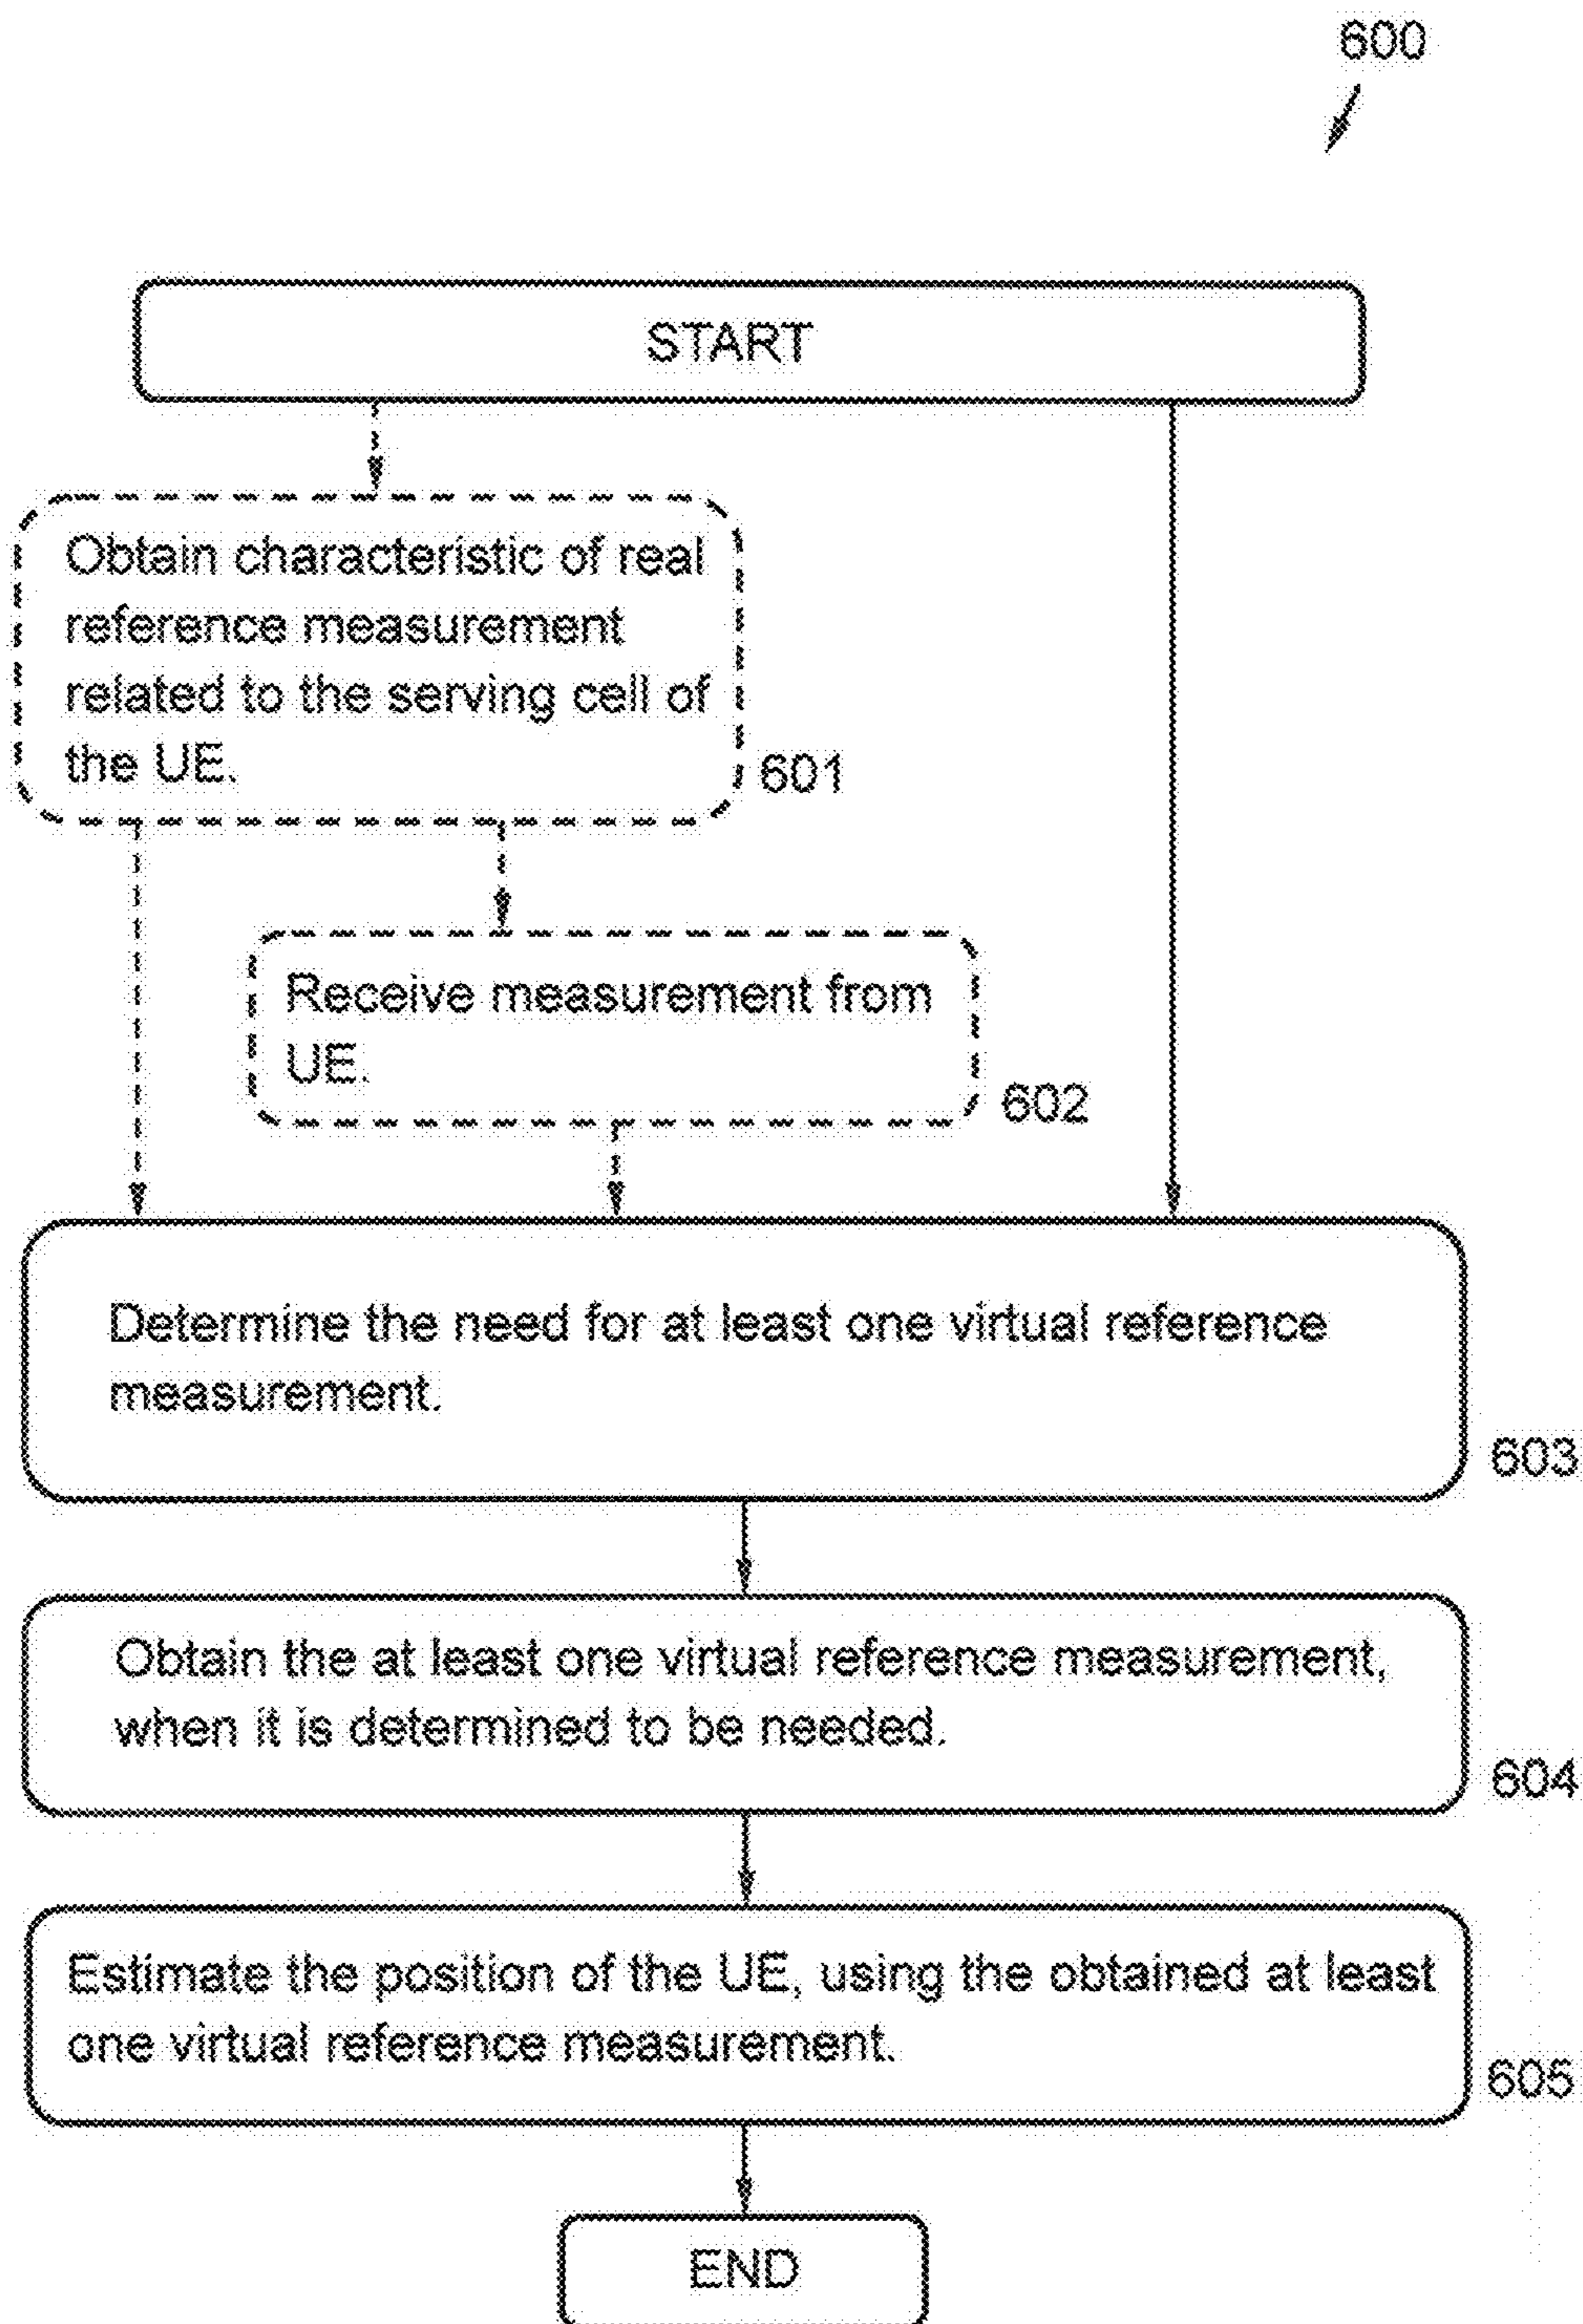 600
START
Obtain characteristic of real
reference measurement
related to the serving cell of
the UE.
601
Receive measurement from
UE.
602
Determine the need for at least one virtual reference
measurement.
603
Obtain the at least one virtual reference measurement,
when it is determined to be needed.
604
Estimate the position of the UE, using the obtained at least
one virtual reference measurement.
605
END